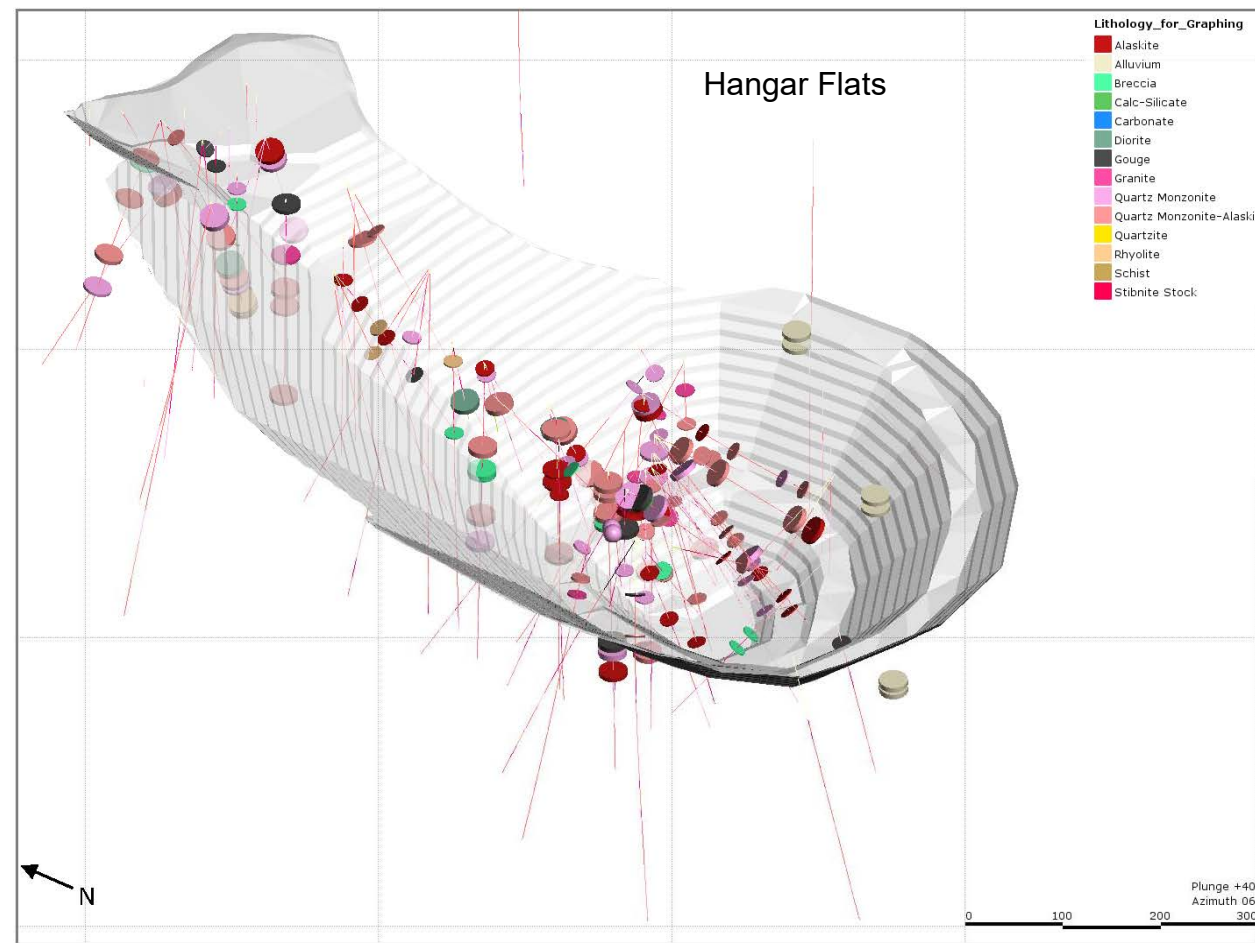 Hangar Flats
Lithology_for_Graphing
Alaskite
Alluvium
Breccia
Calc-Silicate
Carbonate
Diorite
Gouge
Granite
Quartz Monzonite
Quartz Monzonite-Alaski
Quartzite
Rhyolite
Schist
Stibnite Stock
N
Plunge +40
Azimuth 06
0 100 200 300